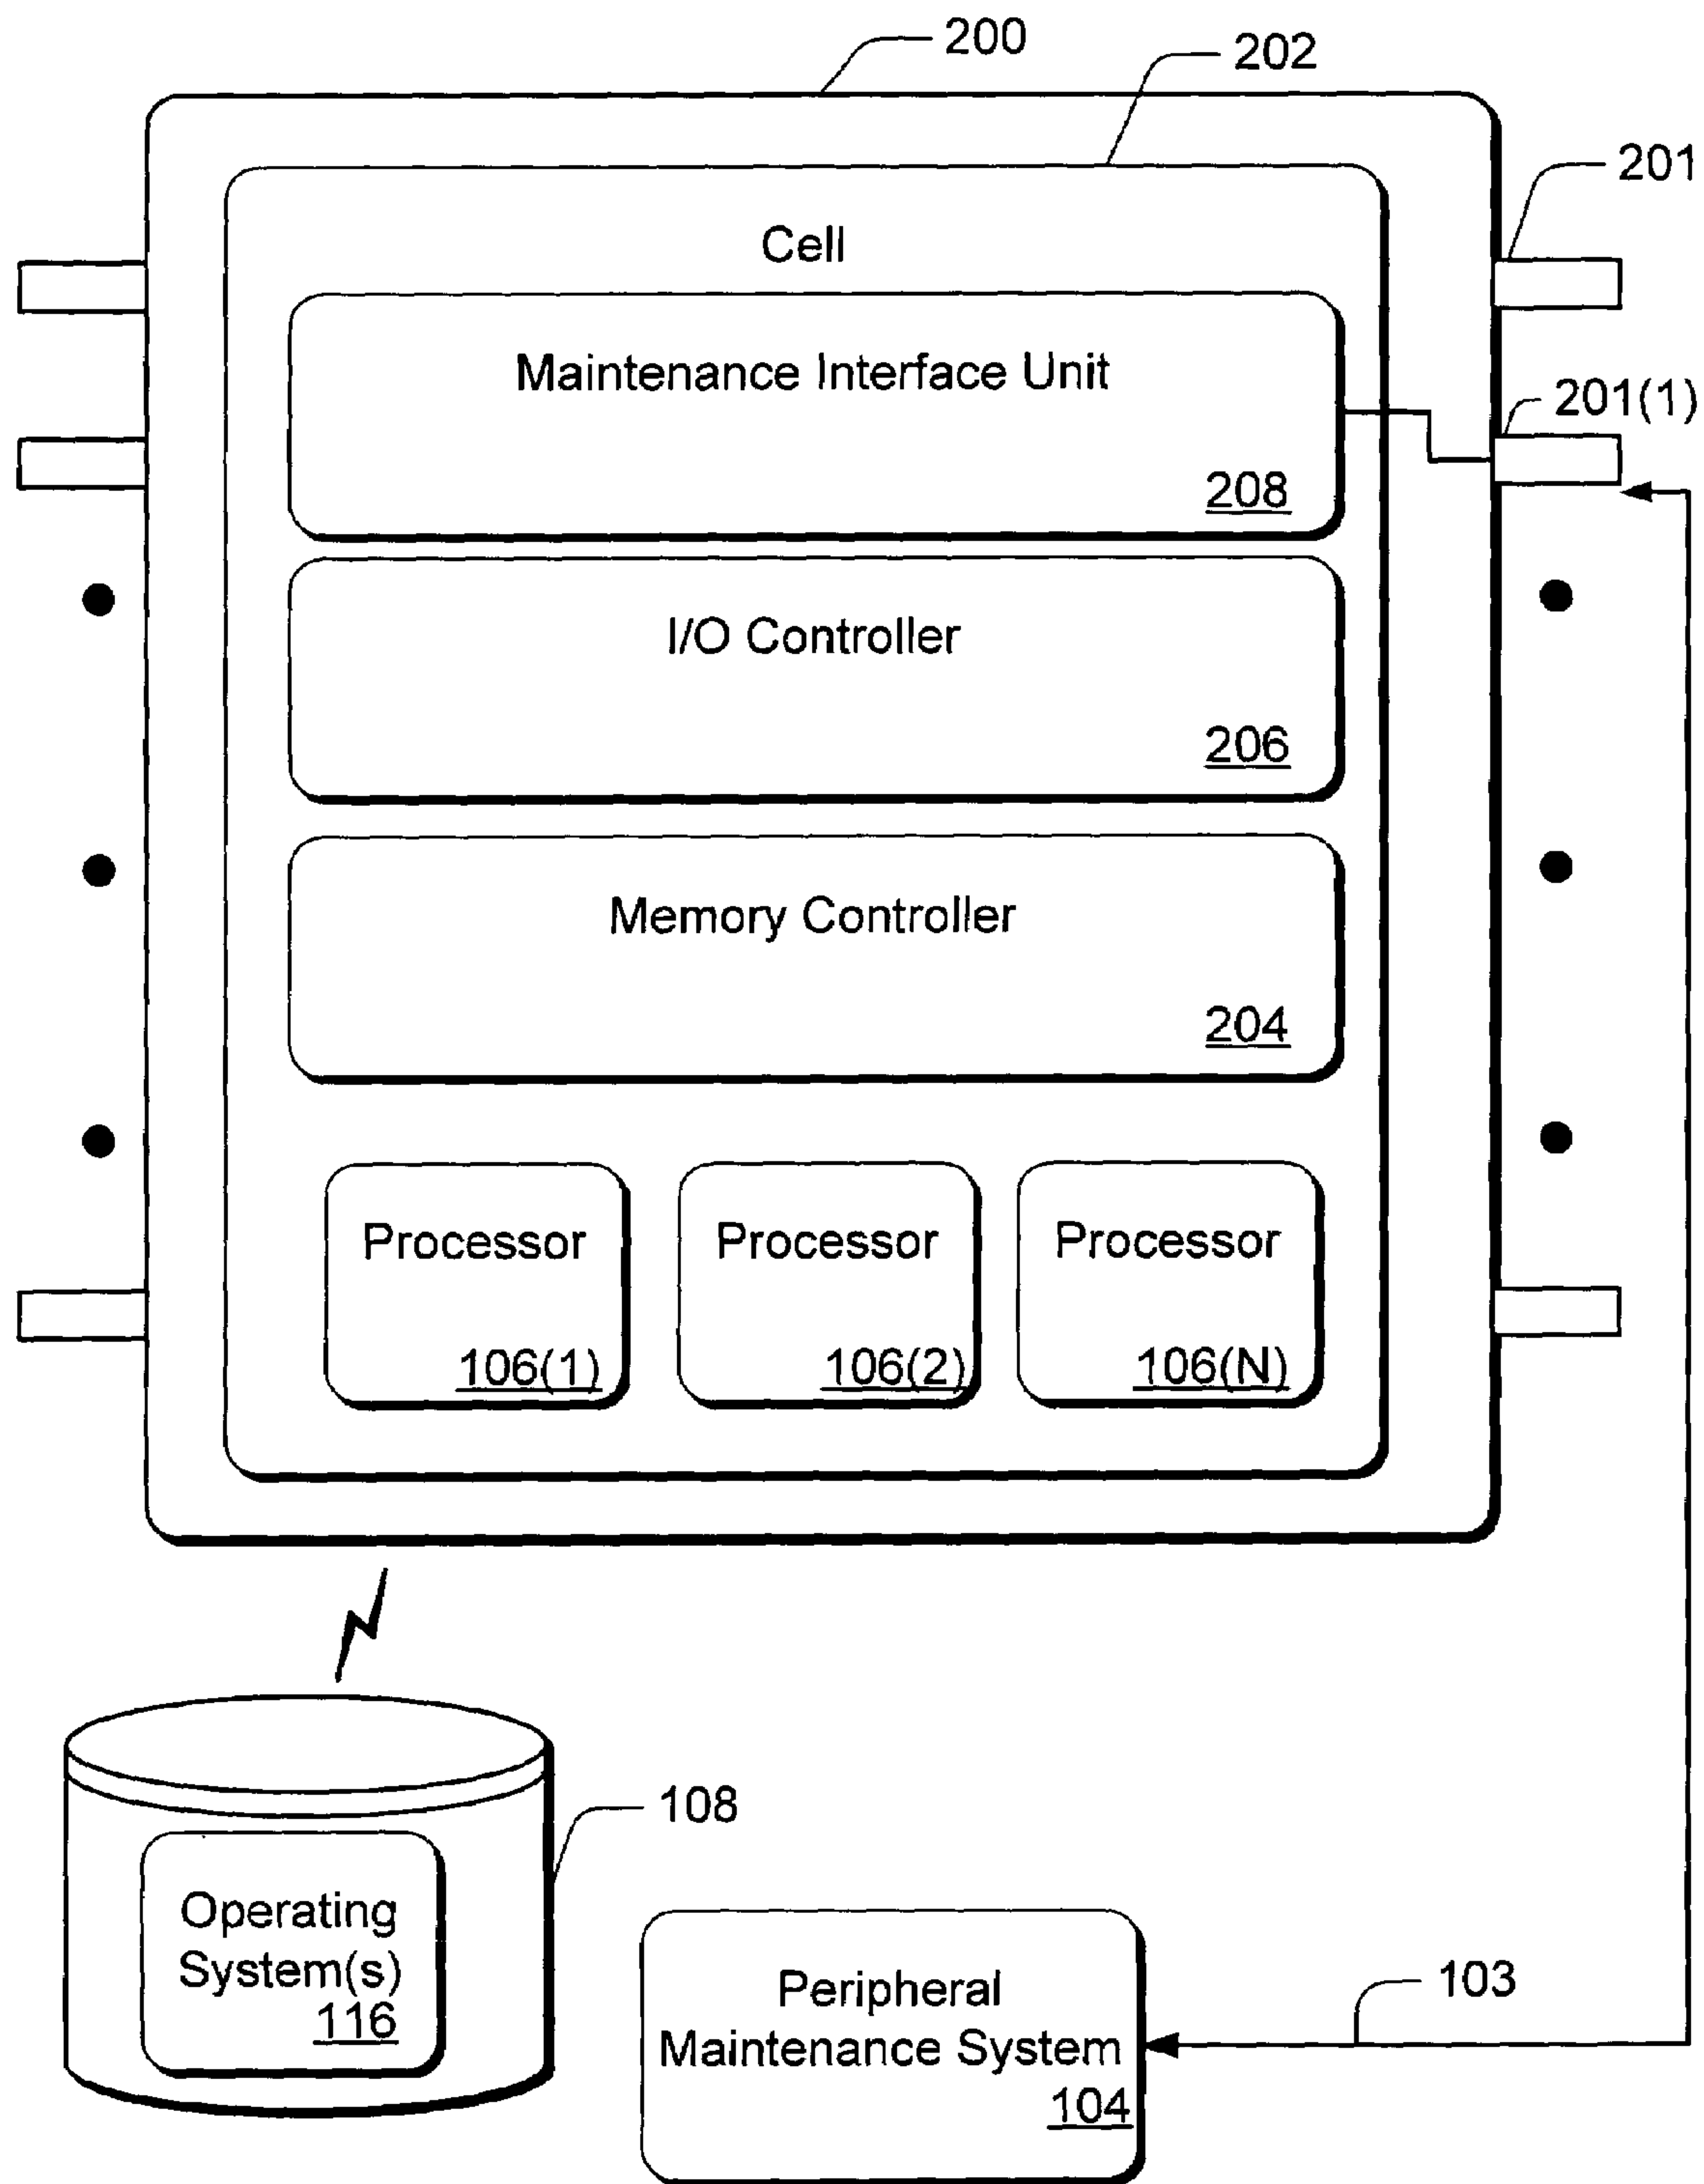 200
202
201
Cell
Maintenance Interface Unit
201(1)
208
I/O Controller
206
Memory Controller
204
Processor
Processor
Processor
106(1)
106(2)
106(N)
108
Operating
System(s)
116
Peripheral
Maintenance System
104
103